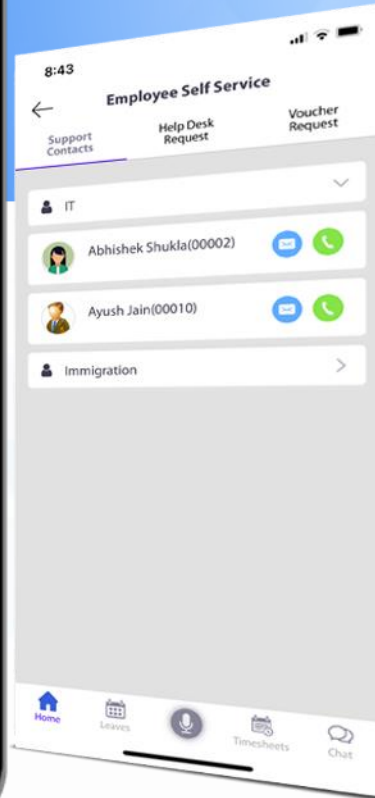 8:43
Employee Self Service
Support
Contacts
Help Desk
Request
Voucher
Request
IT
Abhishek Shukla(00002)
Ayush Jain(00010)
Immigration
Home
Leaves
Timesheets
Chat